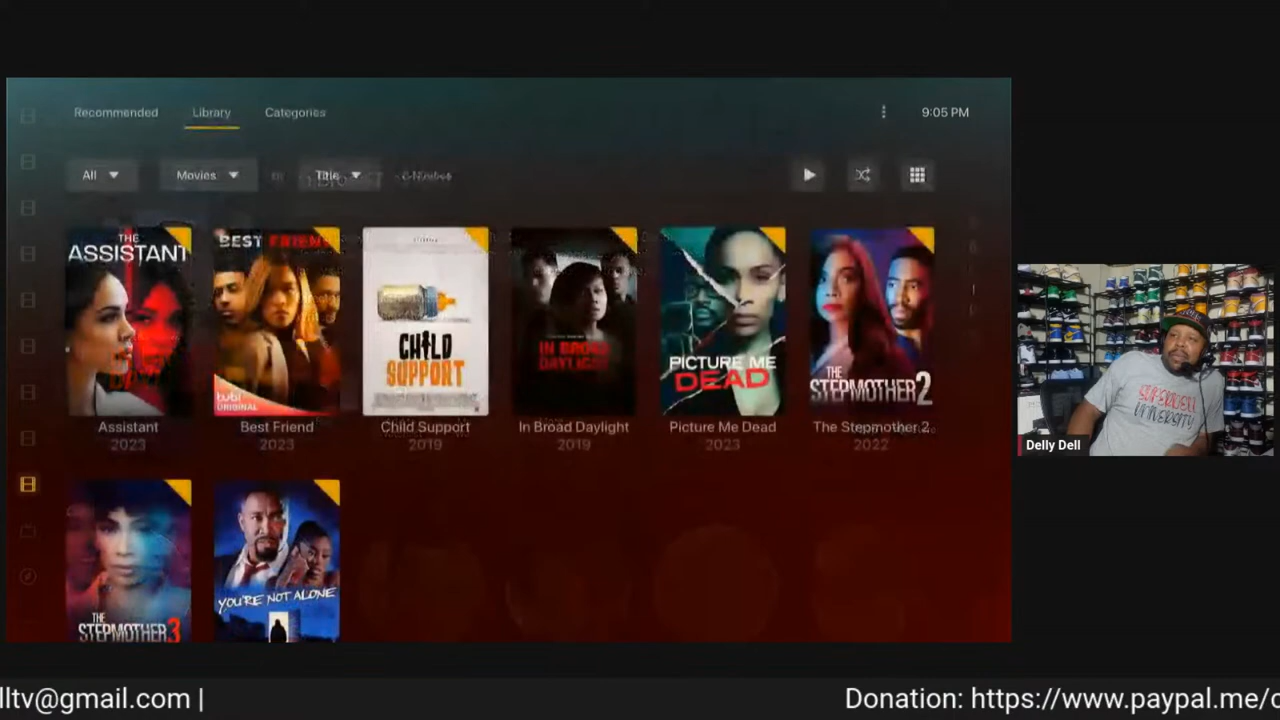 Recommended Library Categories 9:05 PM
All Movies Title
THE ASSISTANT
BEST FRIEND
tubi ORIGINAL
CHILD SUPPORT
IN BROAD DAYLIGHT
PICTURE ME DEAD
THE STEPMOTHER 2
Assistant
2023
Best Friend
2023
Child Support
2019
In Broad Daylight
2019
Picture Me Dead
2023
The Stepmother 2
2022
THE STEPMOTHER 3
YOU'RE NOT ALONE
UNIVERSITY
Delly Dell
lltv@gmail.com |
Donation: https://www.paypal.me/c